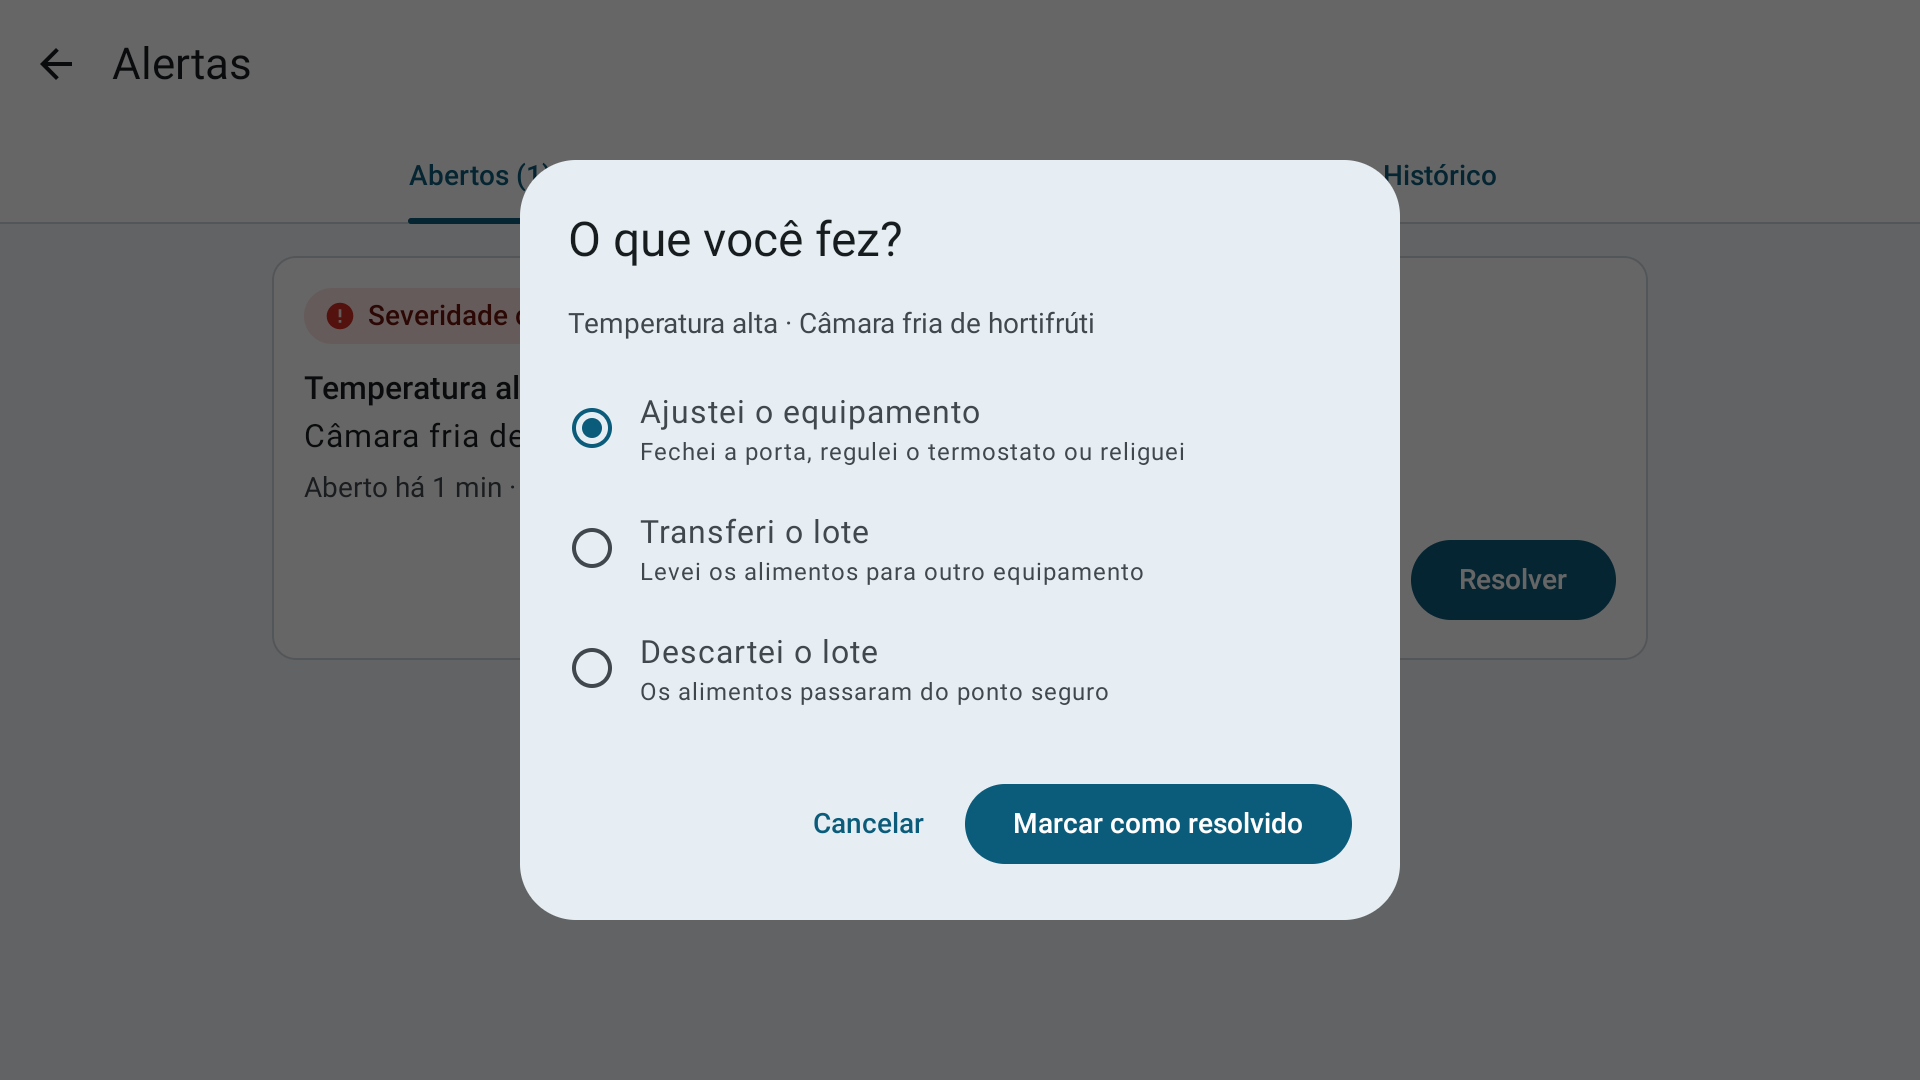 Alertas
Abertos (1)
Histórico
Severidade
Temperatura
Câmara fria de
Aberto há 1 min ·
Resolver
O que você fez?
Temperatura alta · Câmara fria de hortifrúti
Ajustei o equipamento
Fechei a porta, regulei o termostato ou religuei
Transferi o lote
Levei os alimentos para outro equipamento
Descartei o lote
Os alimentos passaram do ponto seguro
Cancelar
Marcar como resolvido